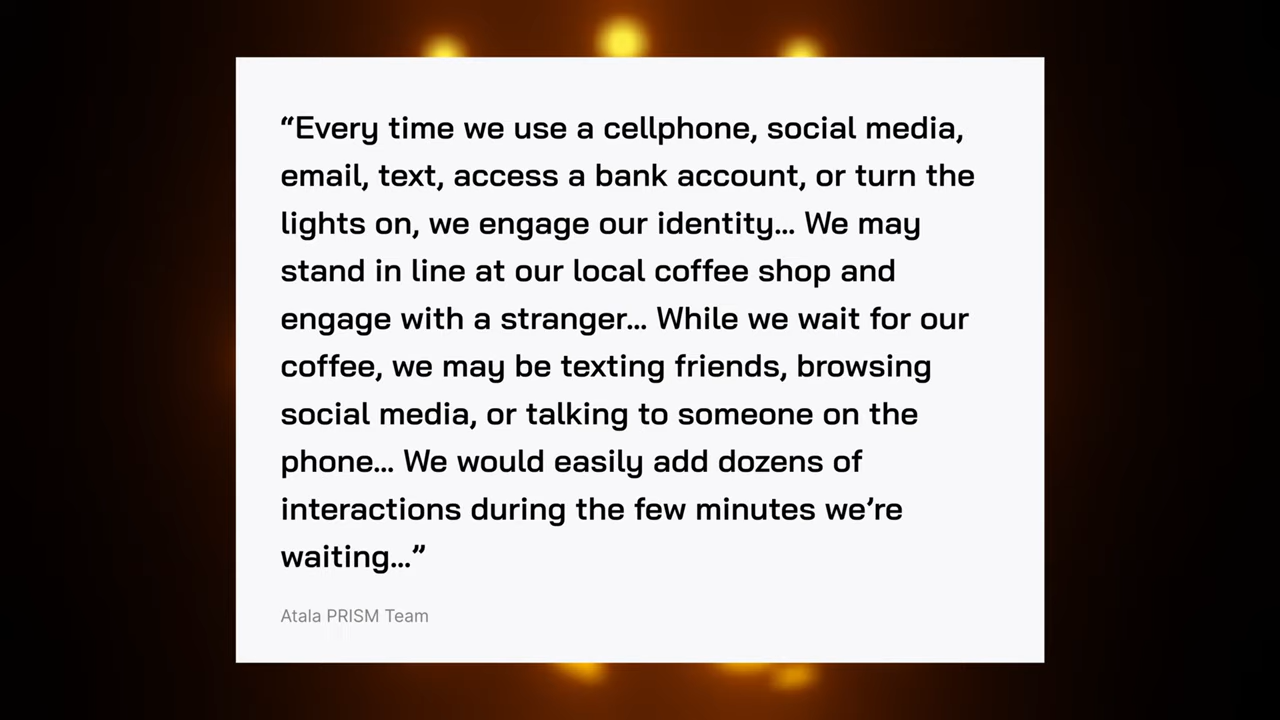 “Every time we use a cellphone, social media,
email, text, access a bank account, or turn the
lights on, we engage our identity... We may
stand in line at our local coffee shop and
engage with a stranger... While we wait for our
coffee, we may be texting friends, browsing
social media, or talking to someone on the
phone... We would easily add dozens of
interactions during the few minutes we’re
waiting...”
Atala PRISM Team